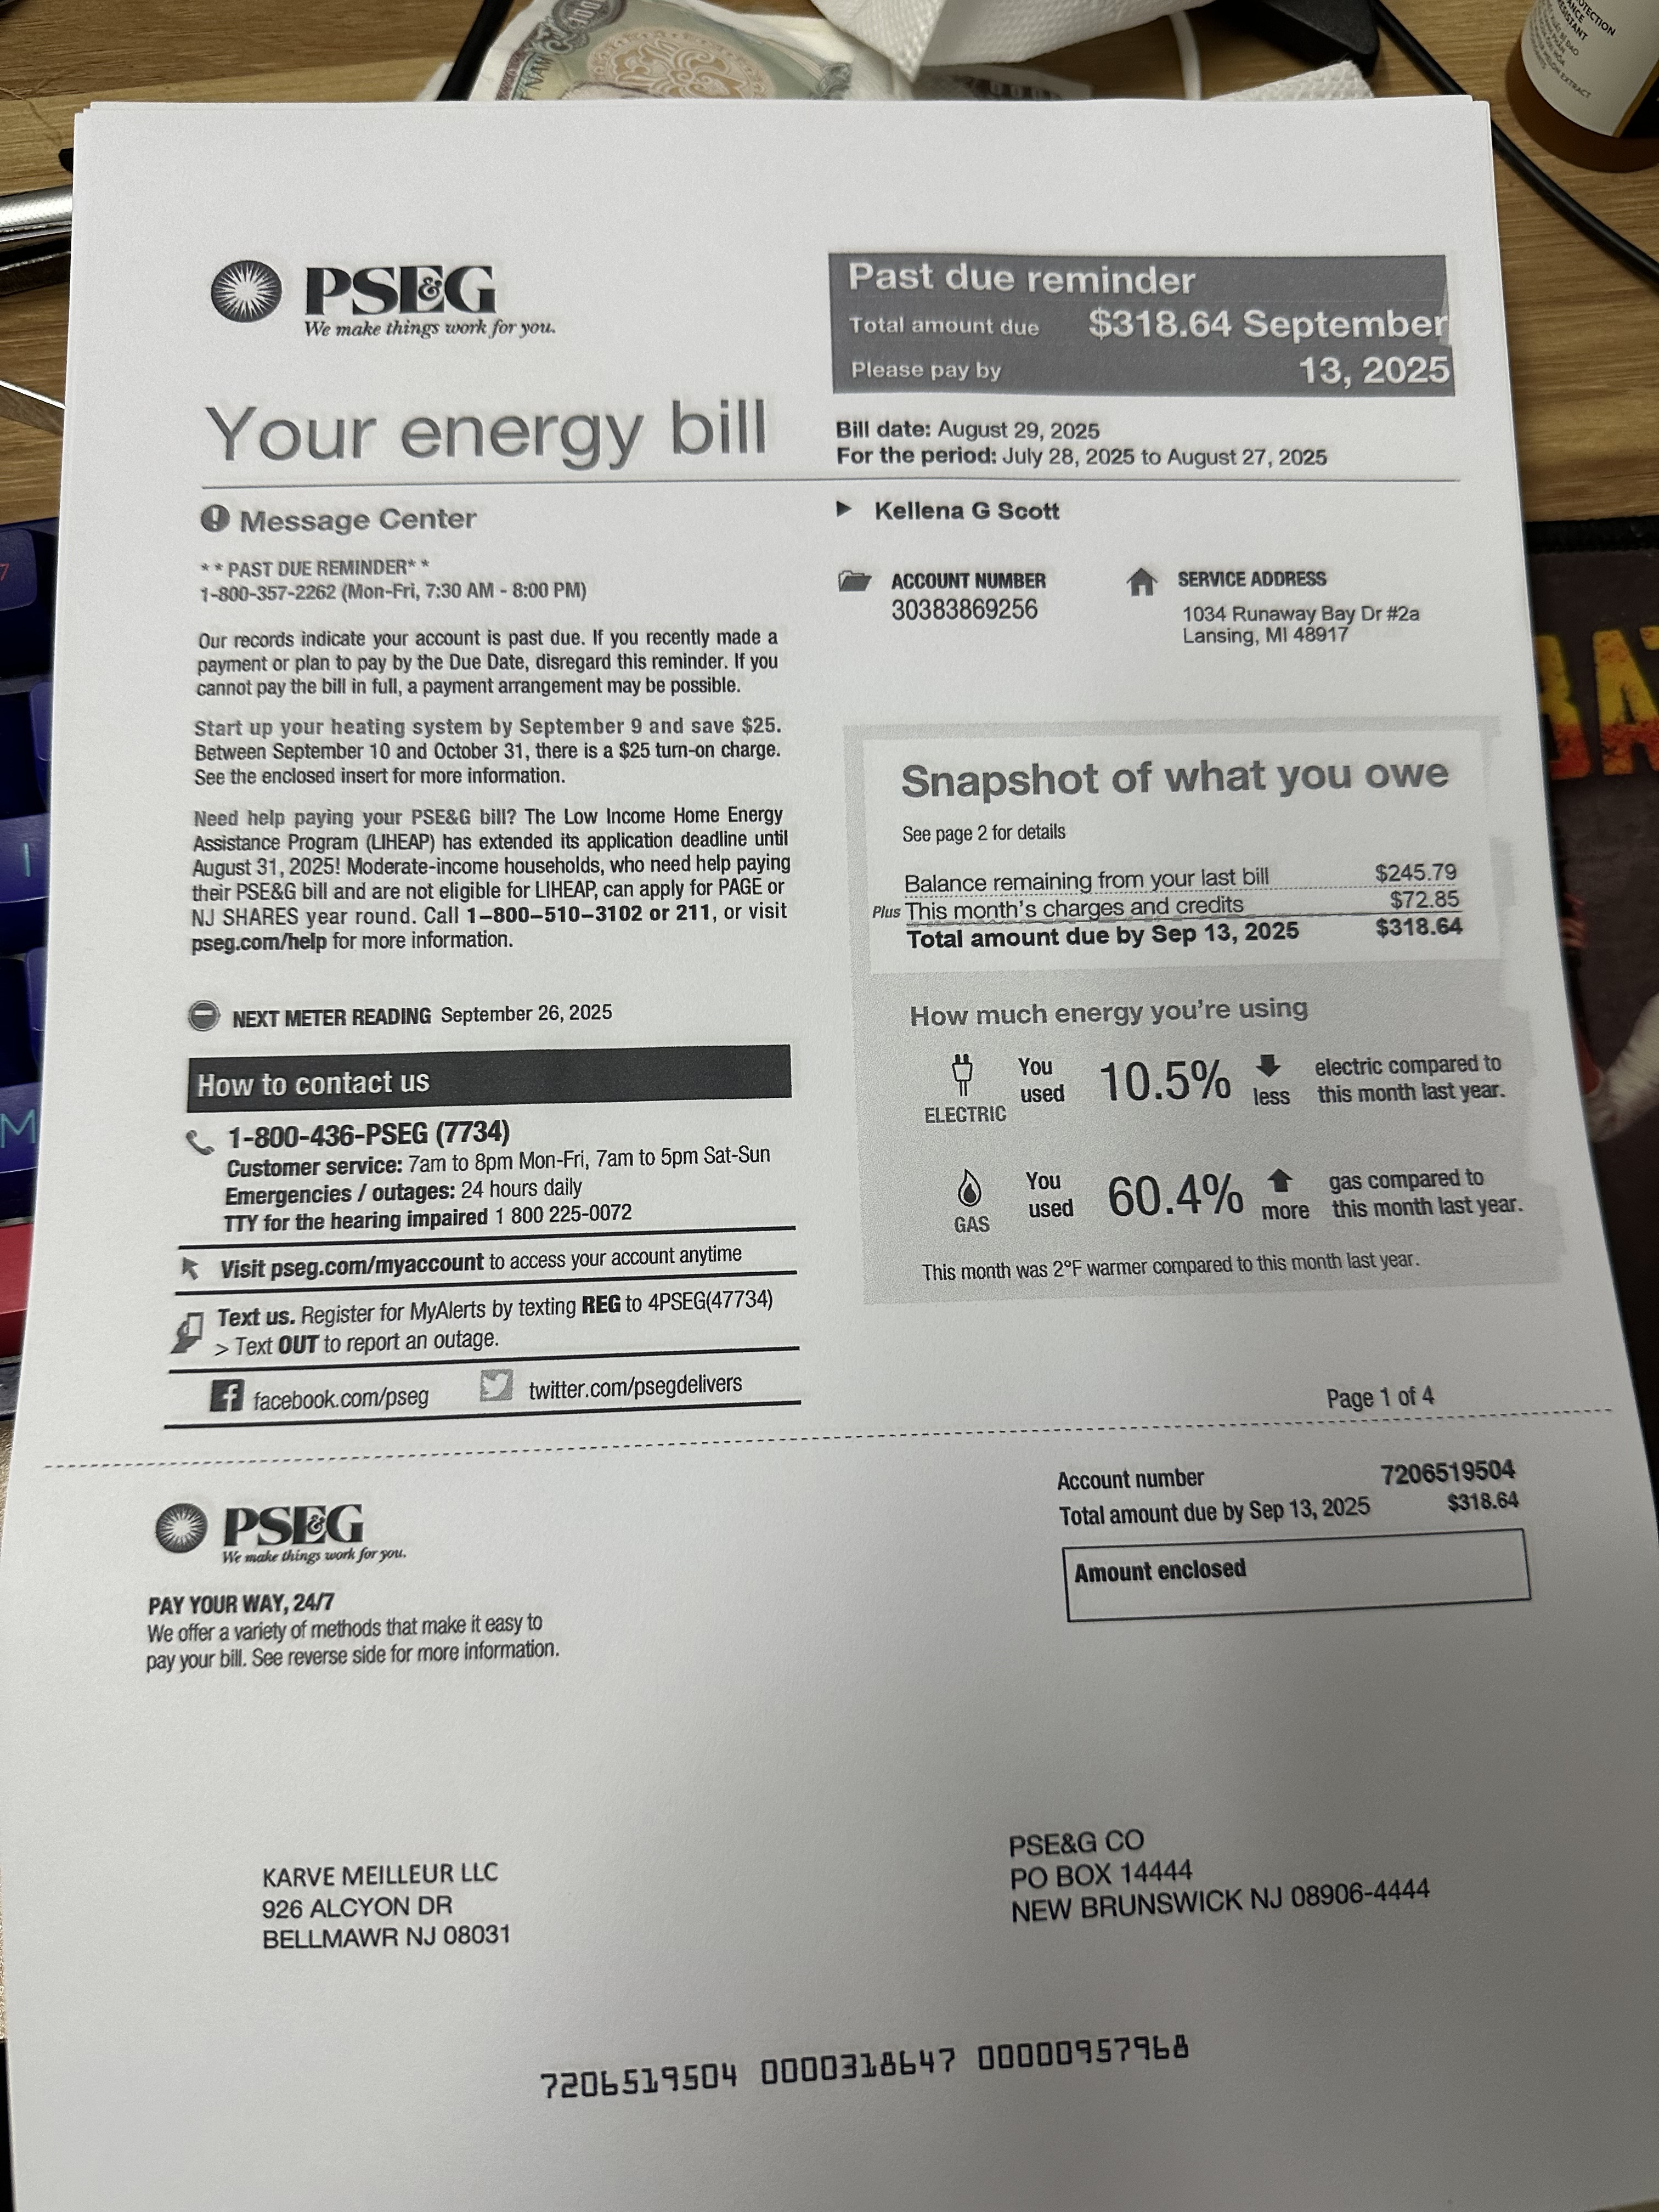 PSE&G
We make things work for you.
Past due reminder
Total amount due $318.64 September
Please pay by 13, 2025
Your energy bill
Bill date: August 29, 2025
For the period: July 28, 2025 to August 27, 2025
Message Center
** PAST DUE REMINDER**
1-800-357-2262 (Mon-Fri, 7:30 AM - 8:00 PM)
Our records indicate your account is past due. If you recently made a
payment or plan to pay by the Due Date, disregard this reminder. If you
cannot pay the bill in full, a payment arrangement may be possible.
Start up your heating system by September 9 and save $25.
Between September 10 and October 31, there is a $25 turn-on charge.
See the enclosed insert for more information.
Need help paying your PSE&G bill? The Low Income Home Energy
Assistance Program (LIHEAP) has extended its application deadline until
August 31, 2025! Moderate-income households, who need help paying
their PSE&G bill and are not eligible for LIHEAP, can apply for PAGE or
NJ SHARES year round. Call 1-800-510-3102 or 211, or visit
pseg.com/help for more information.
NEXT METER READING September 26, 2025
How to contact us
1-800-436-PSEG (7734)
Customer service: 7am to 8pm Mon-Fri, 7am to 5pm Sat-Sun
Emergencies / outages: 24 hours daily
TTY for the hearing impaired 1 800 225-0072
Visit pseg.com/myaccount to access your account anytime
Text us. Register for MyAlerts by texting REG to 4PSEG(47734)
> Text OUT to report an outage.
facebook.com/pseg twitter.com/psegdelivers
Kellena G Scott
ACCOUNT NUMBER
30383869256
SERVICE ADDRESS
1034 Runaway Bay Dr #2a
Lansing, MI 48917
Snapshot of what you owe
See page 2 for details
Balance remaining from your last bill $245.79
Plus This month's charges and credits $72.85
Total amount due by Sep 13, 2025 $318.64
How much energy you're using
ELECTRIC
You used 10.5% less electric compared to
this month last year.
GAS
You used 60.4% more gas compared to
this month last year.
This month was 2°F warmer compared to this month last year.
Page 1 of 4
PSE&G
We make things work for you.
PAY YOUR WAY, 24/7
We offer a variety of methods that make it easy to
pay your bill. See reverse side for more information.
Account number 7206519504
Total amount due by Sep 13, 2025 $318.64
Amount enclosed
KARVE MEILLEUR LLC
926 ALCYON DR
BELLMAWR NJ 08031
PSE&G CO
PO BOX 14444
NEW BRUNSWICK NJ 08906-4444
7206519504 0000318647 00000957968